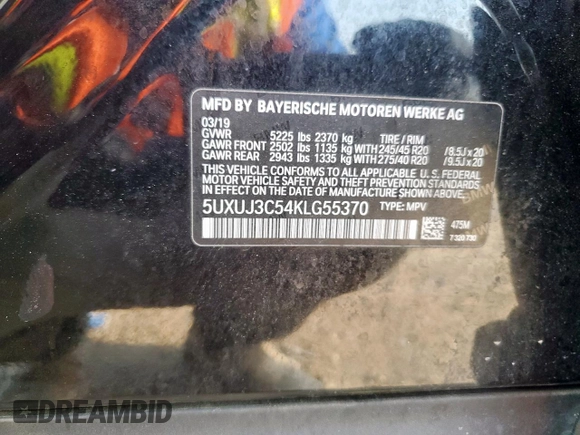 MFD BY BAYERISCHE MOTOREN WERKE AG
03/19
GVWR 5225 lbs 2370 kg TIRE / RIM
GAWR FRONT 2502 lbs 1135 kg WITH 245/45 R20 /8.5J x 20
GAWR REAR 2943 lbs 1335 kg WITH 275/40 R20 /9.5J x 20
THIS VEHICLE CONFORMS TO ALL APPLICABLE U. S. FEDERAL
MOTOR VEHICLE SAFETY STANDARDS IN EFFECT ON THE
DATE OF MANUFACTURE SHOWN ABOVE.
5UXUJ3C54KLG55370 TYPE: MPV
475M
7 320 730
DREAMBID